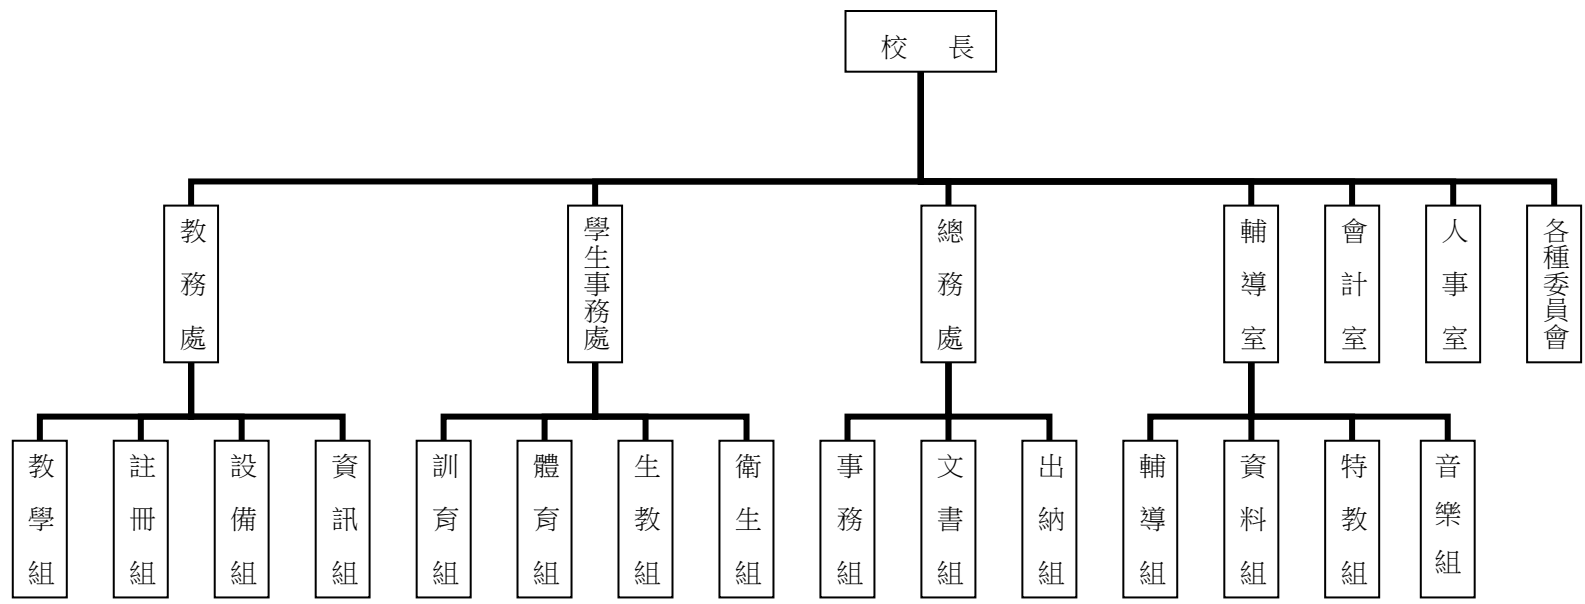 校長
教務處
學生事務處
總務處
輔導室
會計室
人事室
各種委員會
教學組
註冊組
設備組
資訊組
訓育組
體育組
生教組
衛生組
事務組
文書組
出納組
輔導組
資料組
特教組
音樂組